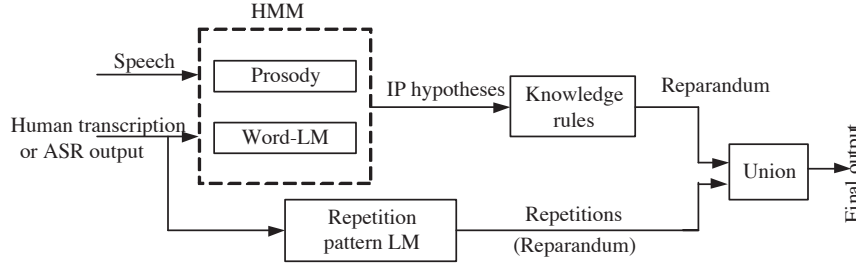 HMM
Speech
Prosody
IP hypotheses
Knowledge
rules
Reparandum
Human transcription
or ASR output
Word-LM
Union
Final output
Repetition
pattern LM
Repetitions
(Reparandum)